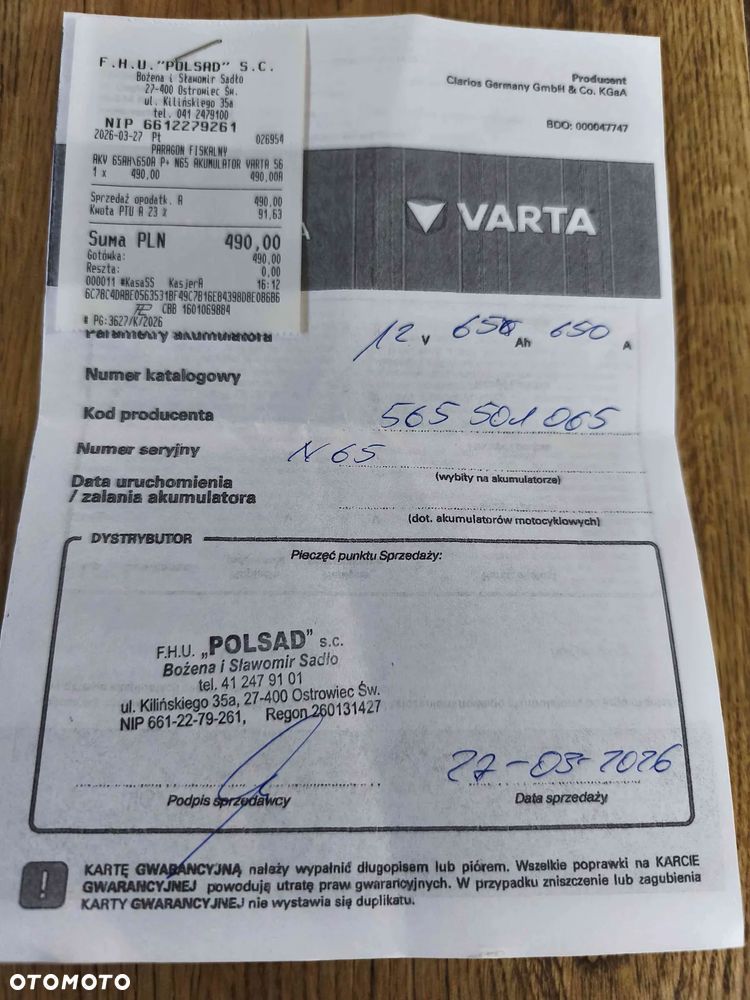 F.H.U."POLSAD" S.C.
Bożena i Sławomir Sadło
27-400 Ostrowiec Św.
ul. Kilińskiego 35a
tel. 041 2479100
NIP 6612279261
2026-03-27 Pt 026954
PARAGON FISKALNY
AKU 65AH\650A P+ N65 AKUMULATOR VARTA 56
1 x 490,00 490,00A
Sprzedaż opodatk. A 490,00
Kwota PTU A 23 % 91,63
Suma PLN 490,00
Gotówka: 490,00
Reszta: 0,00
000011 #KasaSS KasjerA 16:12
CBB 1601069884
# PG:3627/K/2026
Producent
Clarios Germany GmbH & Co. KGaA
BDO: 000047747
VARTA
Parametry akumulatora 12 V Ah 650 A
Numer katalogowy
Kod producenta 565 501 065
Numer seryjny N 65
(wybity na akumulatorze)
Data uruchomienia
/ zalania akumulatora
(dot. akumulatorów motocyklowych)
DYSTRYBUTOR
Pieczęć punktu Sprzedaży:
F.H.U. „POLSAD" s.c.
Bożena i Sławomir Sadło
tel. 41 247 91 01
ul. Kilińskiego 35a, 27-400 Ostrowiec Św.
NIP 661-22-79-261, Regon 260131427
27-03-2026
Podpis sprzedawcy
Data sprzedaży
! KARTĘ GWARANCYJNĄ należy wypełnić długopisem lub piórem. Wszelkie poprawki na KARCIE
GWARANCYJNEJ powodują utratę praw gwarancyjnych. W przypadku zniszczenie lub zagubienia
KARTY GWARANCYJNEJ nie wystawia się duplikatu.
OTOMOTO